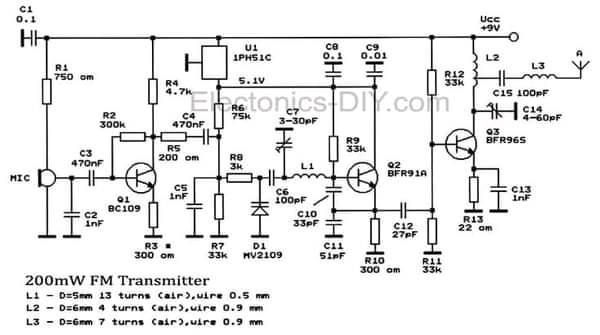 C1
0.1
R1
750 om
R2
300k
C3
470nF
MIC
C2
1nF
Q1
BC109
R3
300 om
R4
4.7k
R5
200 om
C4
470nF
C5
1nF
U1
1PH51C
5.1V
R6
75k
R7
33k
R8
3k
D1
MV2109
C7
3-30pF
C6
100pF
L1
C8
0.1
C9
0.01
R9
33k
C10
33pF
C11
51pF
Q2
BFR91A
R10
300 om
C12
27pF
R11
33k
R12
33k
Ucc
+9V
L2
L3
A
C15 100pF
C14
4-60pF
Q3
BFR96S
R13
22 om
C13
1nF
Electonics-DIY.com
200mW FM Transmitter
L1 - D=5mm 13 turns (air),wire 0.5 mm
L2 - D=6mm 4 turns (air),wire 0.9 mm
L3 - D=6mm 7 turns (air),wire 0.9 mm